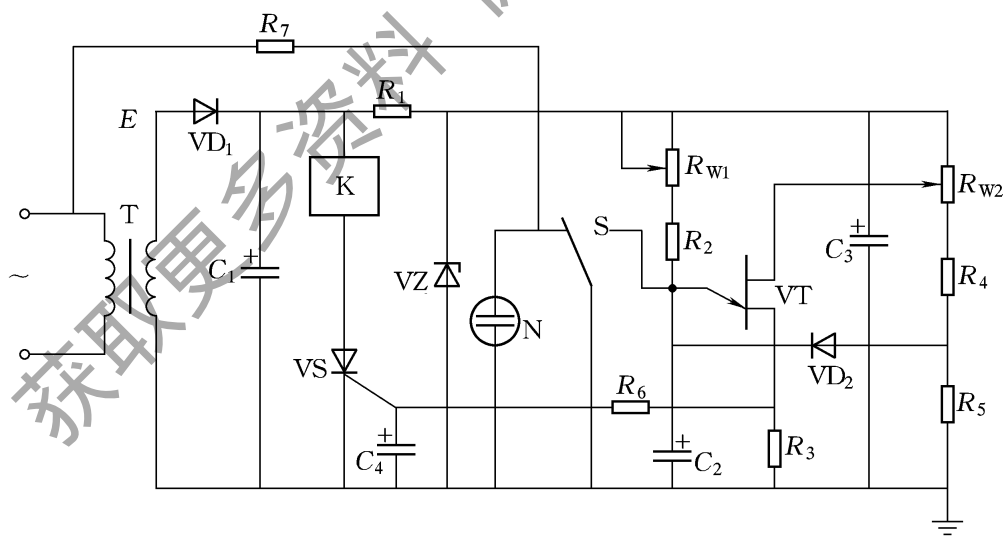 R7
E
VD1
R1
T
K
C1
VS
C4
VZ
N
S
RW1
R2
R6
C2
VT
VD2
R3
C3
RW2
R4
R5
~
+
+
+
+
获取更多资料